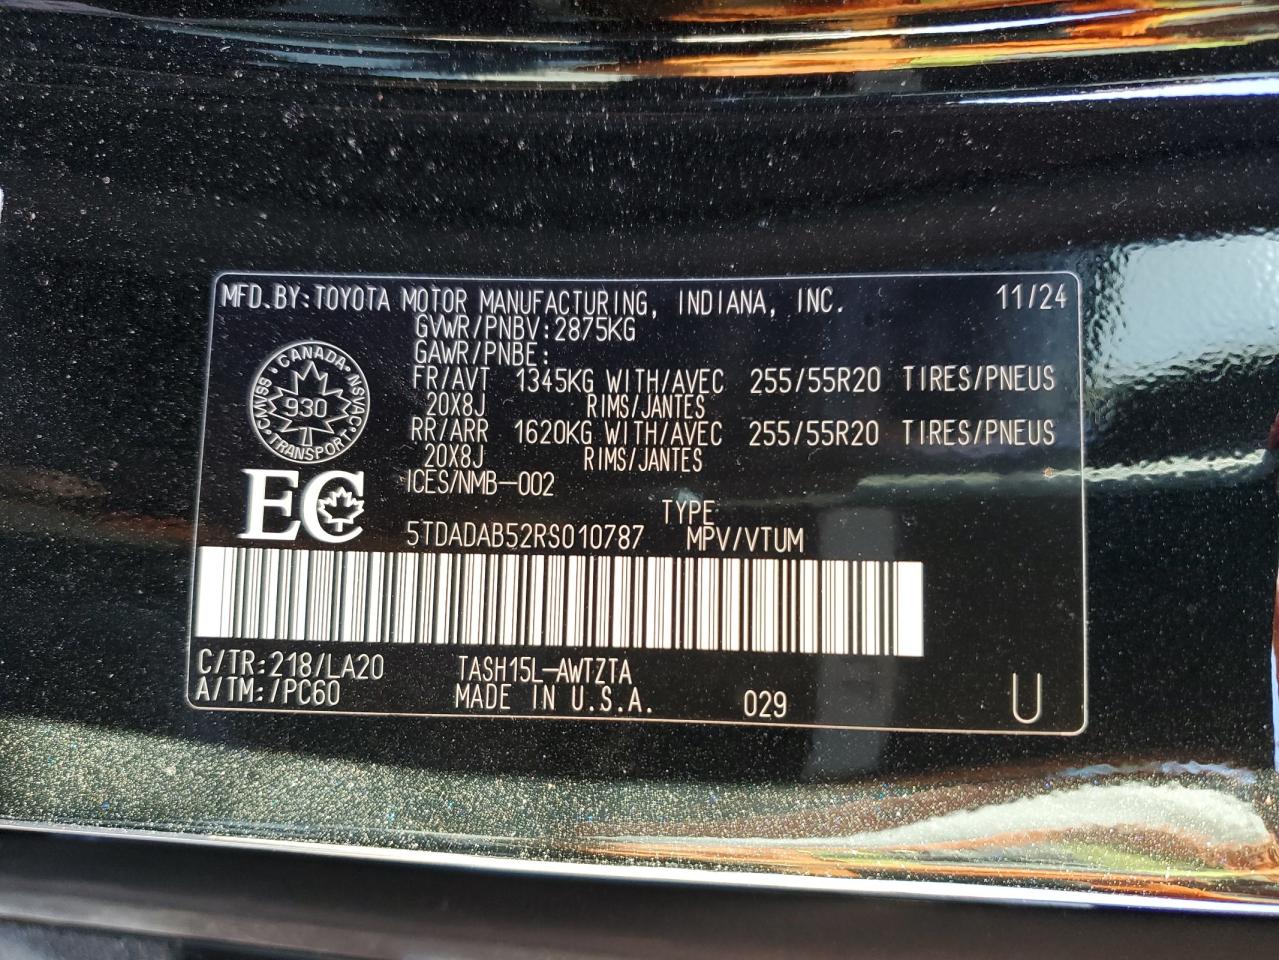 MFD.BY:TOYOTA MOTOR MANUFACTURING, INDIANA, INC. 11/24
GVWR/PNBV:2875KG
GAWR/PNBE:
FR/AVT 1345KG WITH/AVEC 255/55R20 TIRES/PNEUS
20X8J RIMS/JANTES
RR/ARR 1620KG WITH/AVEC 255/55R20 TIRES/PNEUS
20X8J RIMS/JANTES
ICES/NMB-002
CANADA
CMVSS 930 NSVAC
TRANSPORT
EC
TYPE
5TDADAB52RS010787 MPV/VTUM
C/TR:218/LA20 TASH15L-AWTZTA
A/TM:/PC60 MADE IN U.S.A. 029 U